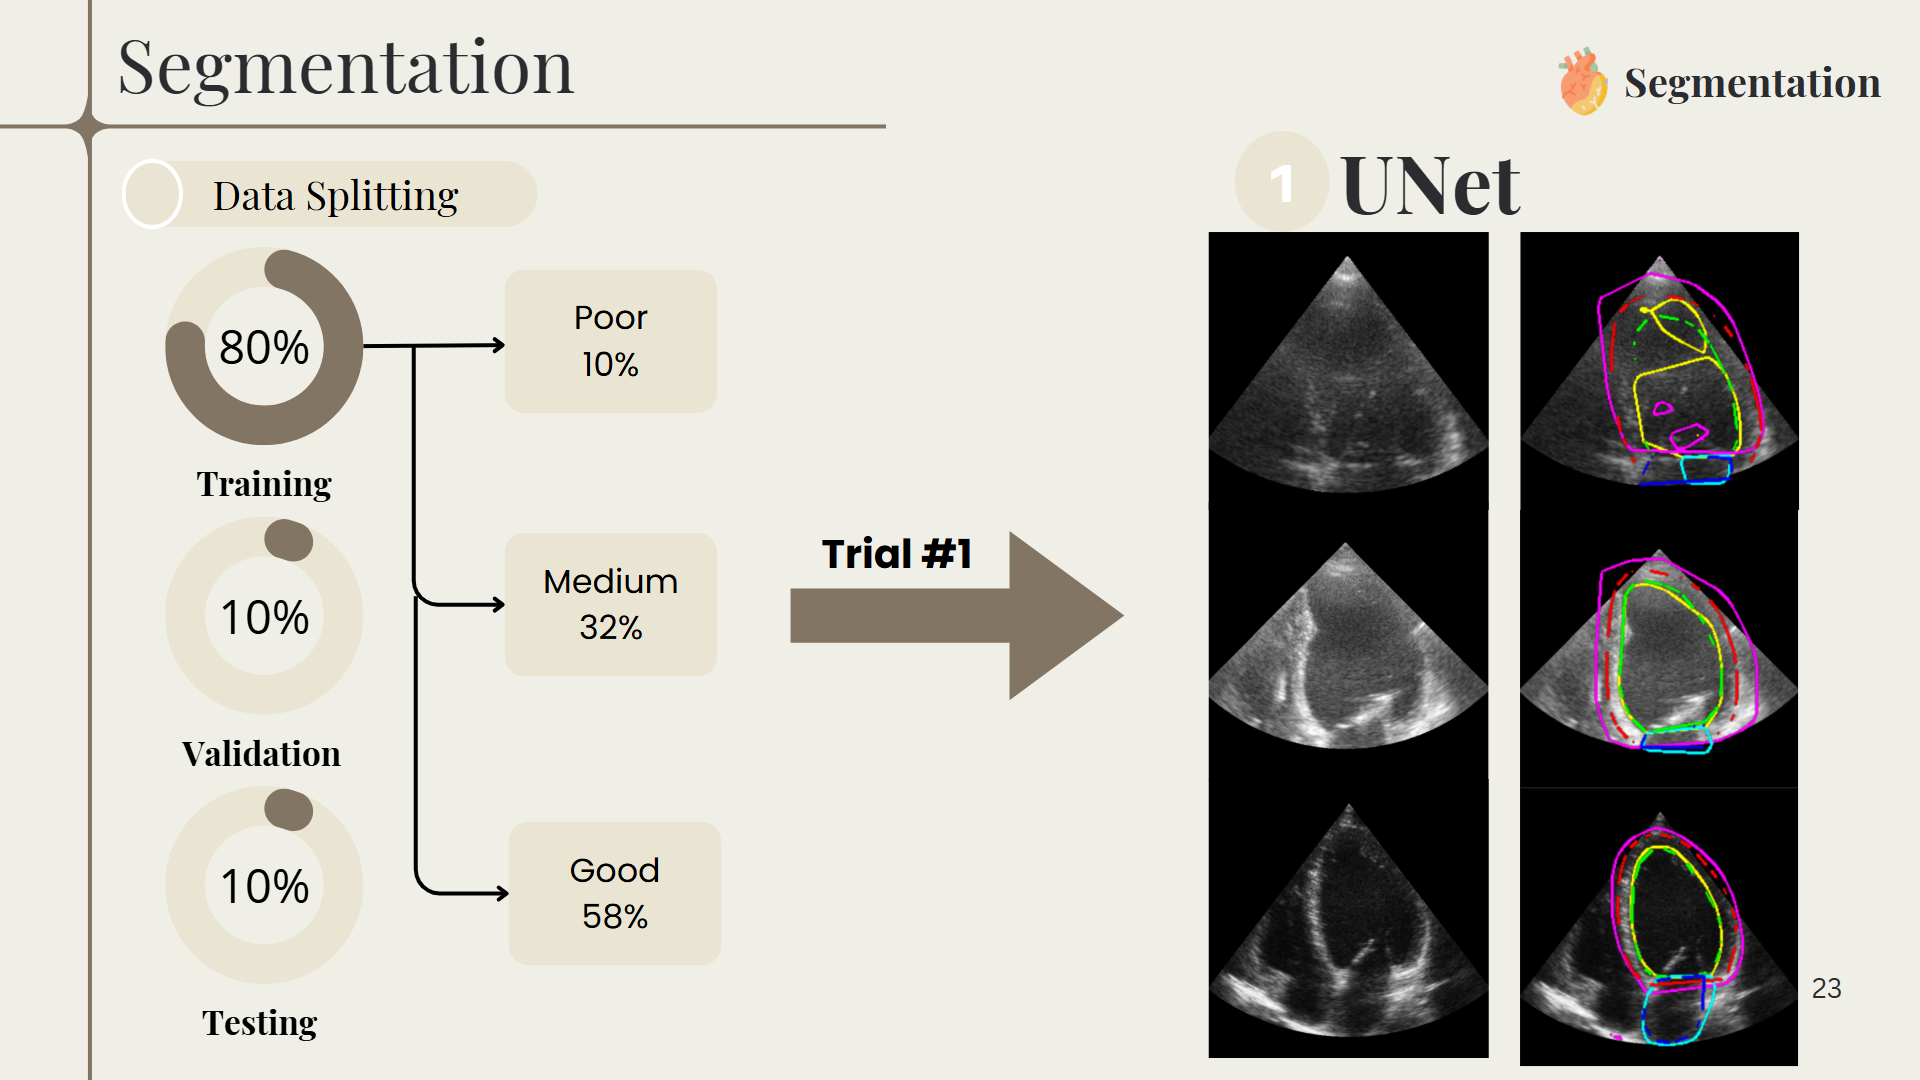 Segmentation
Segmentation
Data Splitting
1 UNet
80%
Training
10%
Validation
10%
Testing
Poor
10%
Medium
32%
Good
58%
Trial #1
23